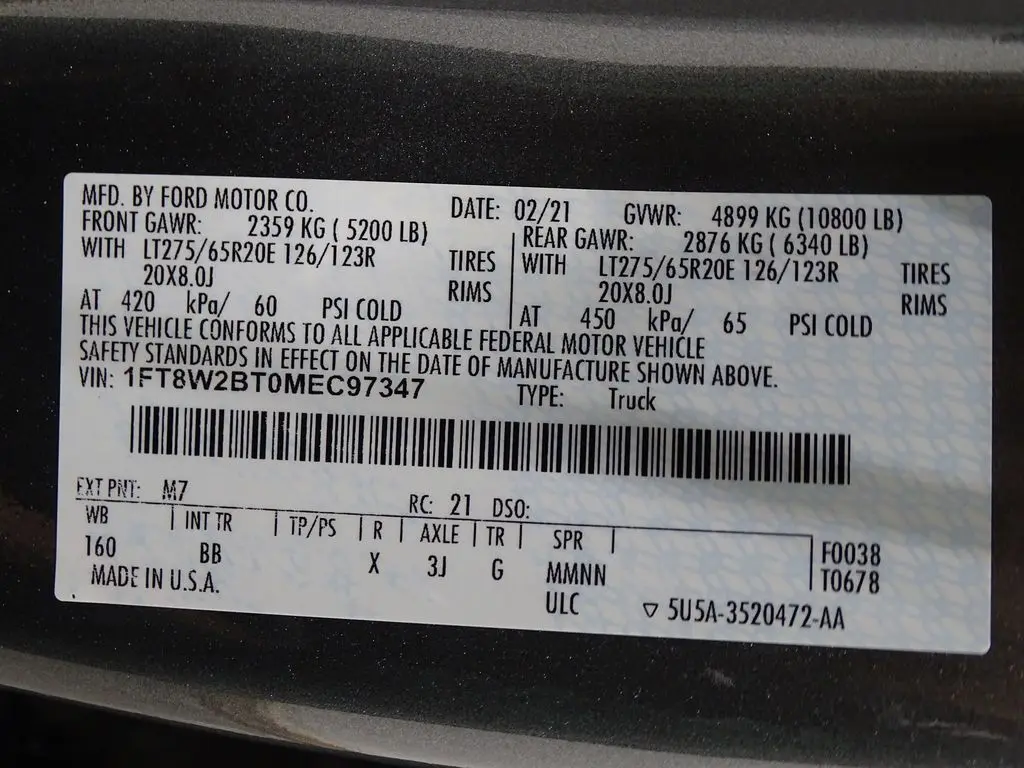 MFD. BY FORD MOTOR CO. DATE: 02/21 GVWR: 4899 KG (10800 LB)
FRONT GAWR: 2359 KG ( 5200 LB) REAR GAWR: 2876 KG ( 6340 LB)
WITH LT275/65R20E 126/123R TIRES WITH LT275/65R20E 126/123R TIRES
20X8.0J RIMS 20X8.0J RIMS
AT 420 kPa/ 60 PSI COLD AT 450 kPa/ 65 PSI COLD
THIS VEHICLE CONFORMS TO ALL APPLICABLE FEDERAL MOTOR VEHICLE
SAFETY STANDARDS IN EFFECT ON THE DATE OF MANUFACTURE SHOWN ABOVE.
VIN: 1FT8W2BT0MEC97347 TYPE: Truck
EXT PNT: M7 RC: 21 DSO:
WB INT TR TP/PS R AXLE TR SPR F0038
160 BB X 3J G MMNN T0678
MADE IN U.S.A. ULC ▽ 5U5A-3520472-AA